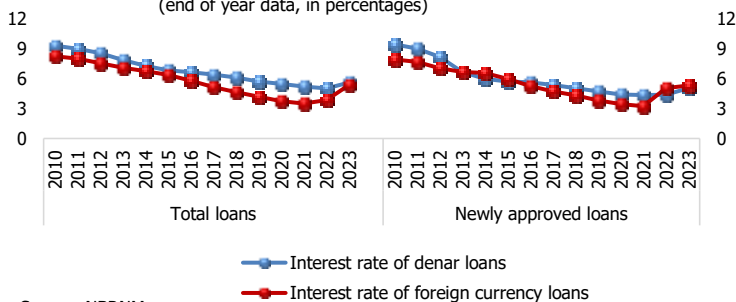 (end of year data, in percentages)
12 12
9 9
6 6
3 3
0 0
2010 2011 2012 2013 2014 2015 2016 2017 2018 2019 2020 2021 2022 2023 2010 2011 2012 2013 2014 2015 2016 2017 2018 2019 2020 2021 2022 2023
Total loans Newly approved loans
Interest rate of denar loans
Interest rate of foreign currency loans